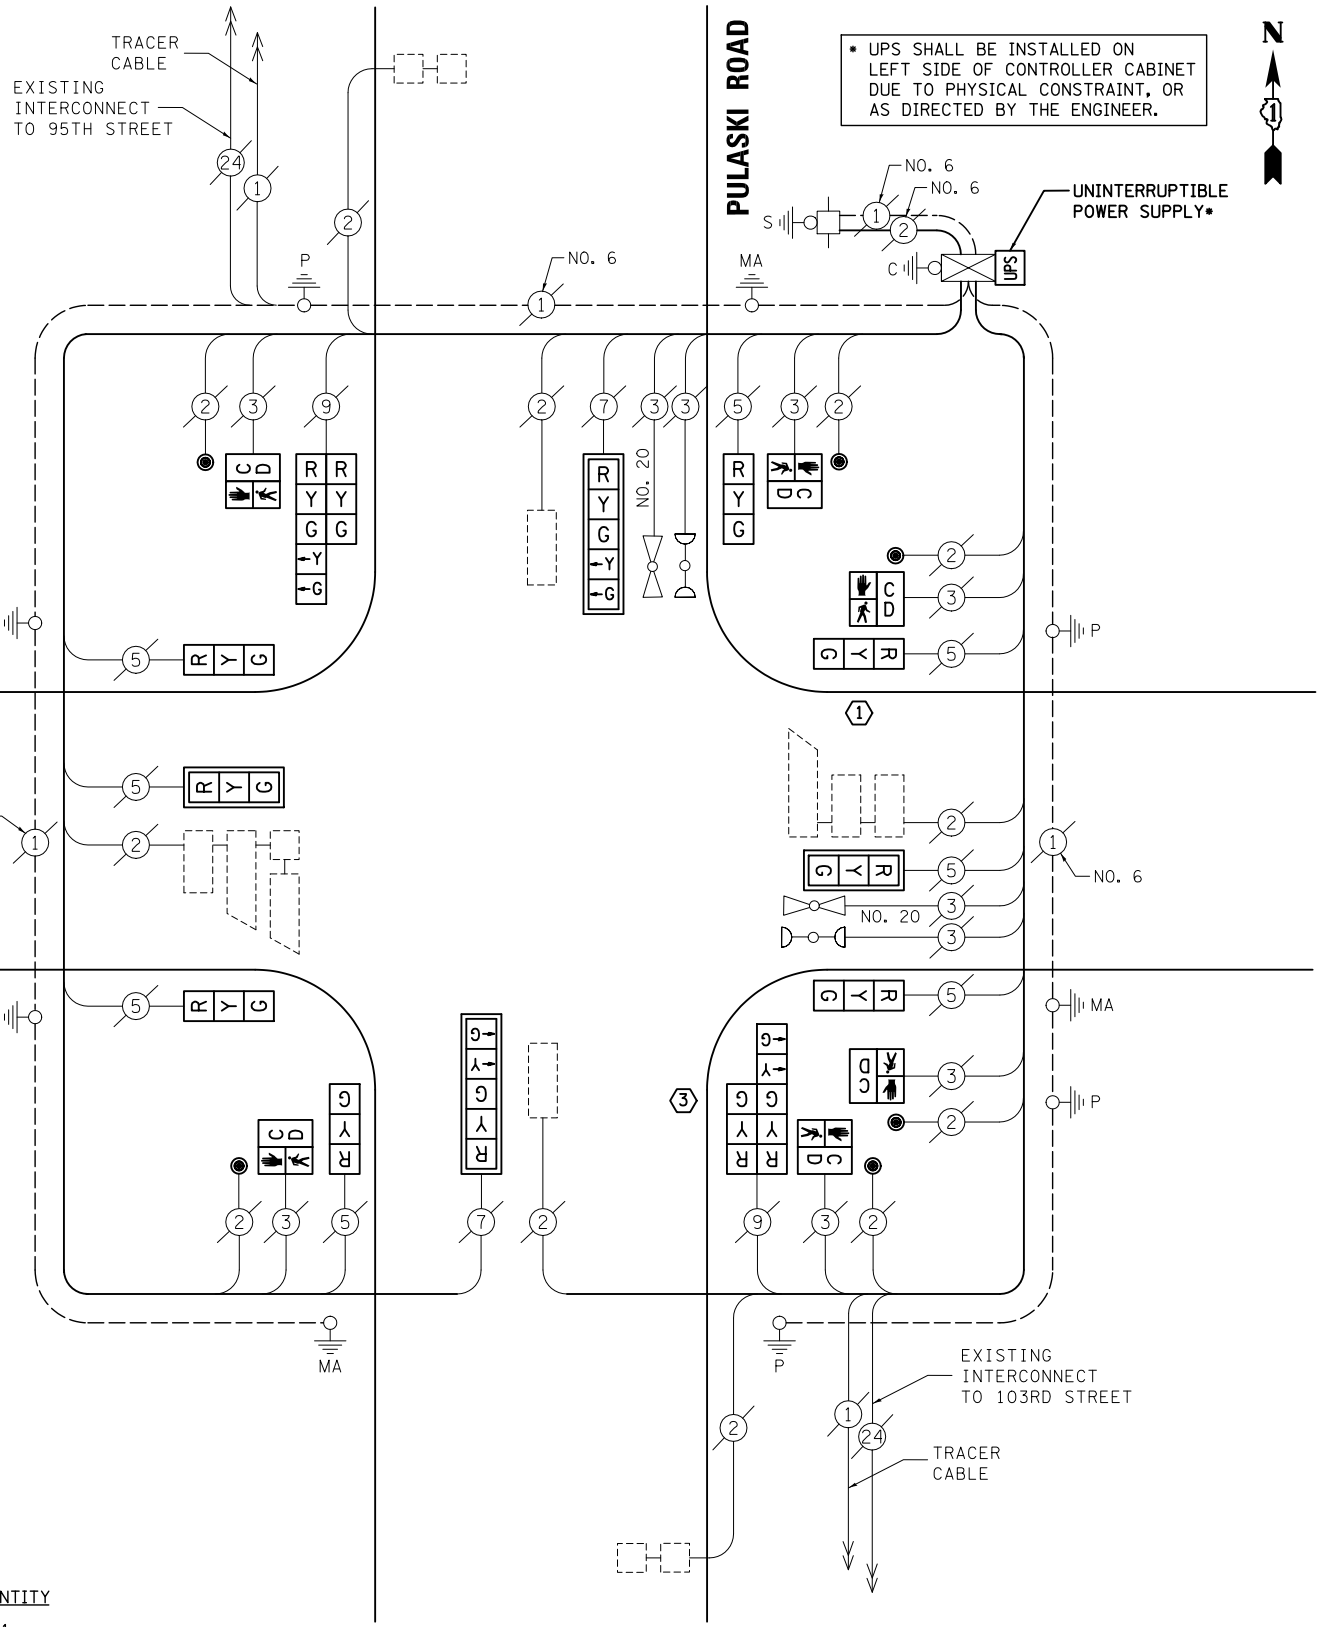 TRACER
CABLE
EXISTING
INTERCONNECT
TO 95TH STREET
24
1
2
PULASKI ROAD
* UPS SHALL BE INSTALLED ON
LEFT SIDE OF CONTROLLER CABINET
DUE TO PHYSICAL CONSTRAINT, OR
AS DIRECTED BY THE ENGINEER.
N
1
NO. 6
NO. 6
S
1
2
UNINTERRUPTIBLE
POWER SUPPLY*
C
UPS
P
NO. 6
1
MA
2
3
9
2
7
3
3
5
3
2
C D
R R
Y Y
G G
Y
G
R
Y
G
Y
G
NO. 20
R
Y
G
C D
2
C
D
3
P
R Y G
5
R Y G
5
1
5
R Y G
1
2
2
1
NO. 6
R Y G
5
3
NO. 20
3
5
R Y G
R Y G
5
MA
C D
3
P
2
G
Y
G
Y
R
G
Y
G G
Y Y
R R
3
G
Y
R
C D
C D
2
3
5
7
2
9
3
2
MA
P
EXISTING
INTERCONNECT
TO 103RD STREET
2
1
24
TRACER
CABLE
NTITY